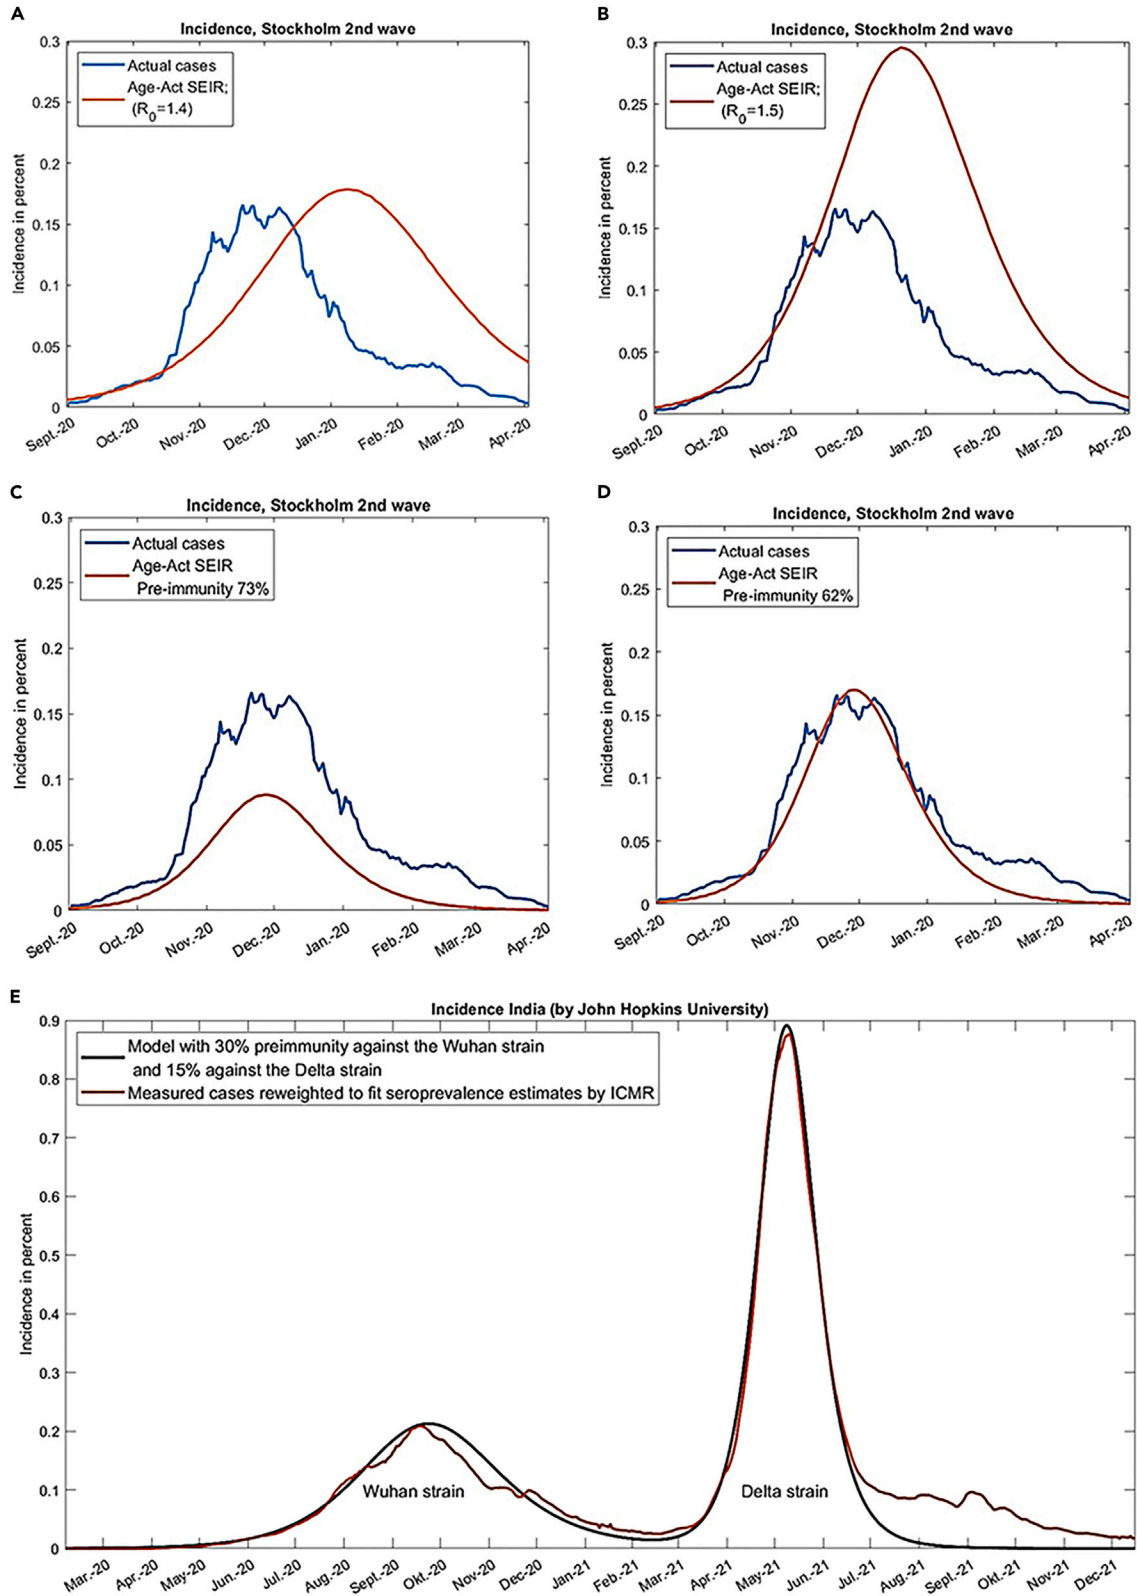 A
Incidence, Stockholm 2nd wave
Actual cases
Age-Act SEIR;
(R0=1.4)
Incidence in percent
0.3
0.25
0.2
0.15
0.1
0.05
0
Sept.-20 Oct.-20 Nov.-20 Dec.-20 Jan.-20 Feb.-20 Mar.-20 Apr.-20
B
Incidence, Stockholm 2nd wave
Actual cases
Age-Act SEIR;
(R0=1.5)
Incidence in percent
0.3
0.25
0.2
0.15
0.1
0.05
0
Sept.-20 Oct.-20 Nov.-20 Dec.-20 Jan.-20 Feb.-20 Mar.-20 Apr.-20
C
Incidence, Stockholm 2nd wave
Actual cases
Age-Act SEIR
Pre-immunity 73%
Incidence in percent
0.3
0.25
0.2
0.15
0.1
0.05
0
Sept.-20 Oct.-20 Nov.-20 Dec.-20 Jan.-20 Feb.-20 Mar.-20 Apr.-20
D
Incidence, Stockholm 2nd wave
Actual cases
Age-Act SEIR
Pre-immunity 62%
Incidence in percent
0.3
0.25
0.2
0.15
0.1
0.05
0
Sept.-20 Oct.-20 Nov.-20 Dec.-20 Jan.-20 Feb.-20 Mar.-20 Apr.-20
E
Incidence India (by John Hopkins University)
Model with 30% preimmunity against the Wuhan strain
and 15% against the Delta strain
Measured cases reweighted to fit seroprevalence estimates by ICMR
Incidence in percent
0.9
0.8
0.7
0.6
0.5
0.4
0.3
0.2
0.1
0
Wuhan strain
Delta strain
Mar.-20 Apr.-20 May-20 Jun.-20 Jul.-20 Aug.-20 Sept.-20 Okt.-20 Nov.-20 Dec.-20 Jan.-21 Feb.-21 Mar.-21 Apr.-21 May-21 Jun.-21 Jul.-21 Aug.-21 Sept.-21 Okt.-21 Nov.-21 Dec.-21